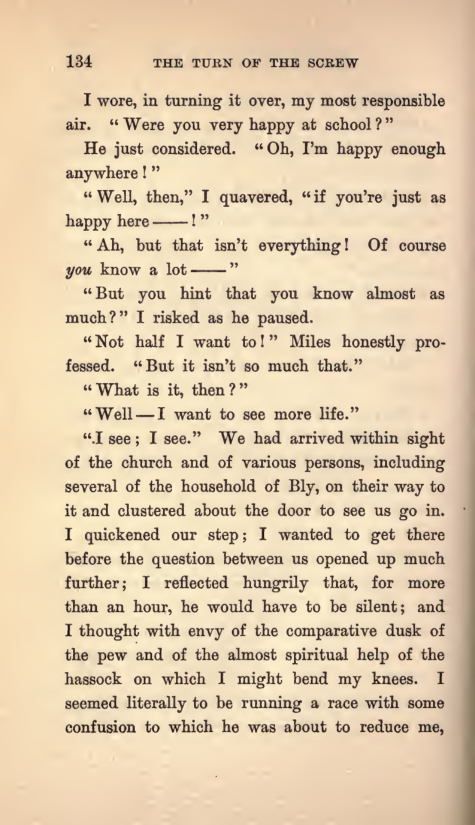 134 THE TURN OF THE SCREW
I wore, in turning it over, my most responsible
air. “Were you very happy at school?”
He just considered. “Oh, I'm happy enough
anywhere!”
“Well, then,” I quavered, “if you're just as
happy here——!”
“Ah, but that isn't everything! Of course
you know a lot——”
“But you hint that you know almost as
much?” I risked as he paused.
“Not half I want to!” Miles honestly pro-
fessed. “But it isn't so much that.”
“What is it, then?”
“Well—I want to see more life.”
“I see; I see.” We had arrived within sight
of the church and of various persons, including
several of the household of Bly, on their way to
it and clustered about the door to see us go in.
I quickened our step; I wanted to get there
before the question between us opened up much
further; I reflected hungrily that, for more
than an hour, he would have to be silent; and
I thought with envy of the comparative dusk of
the pew and of the almost spiritual help of the
hassock on which I might bend my knees. I
seemed literally to be running a race with some
confusion to which he was about to reduce me,